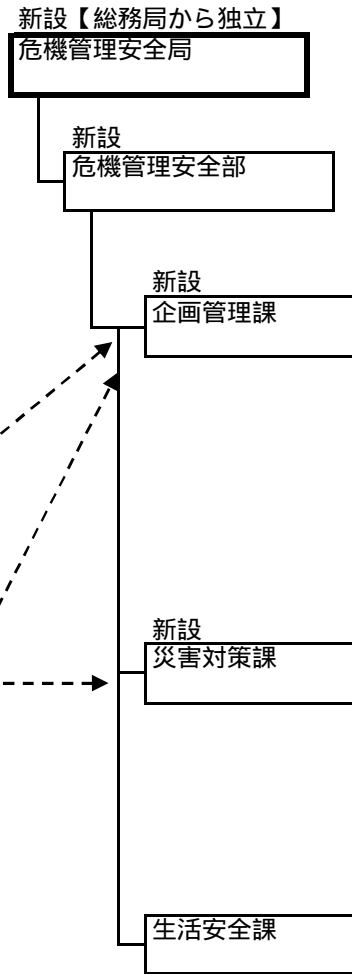 新設【総務局から独立】
危機管理安全局
新設
危機管理安全部
新設
企画管理課
新設
災害対策課
生活安全課